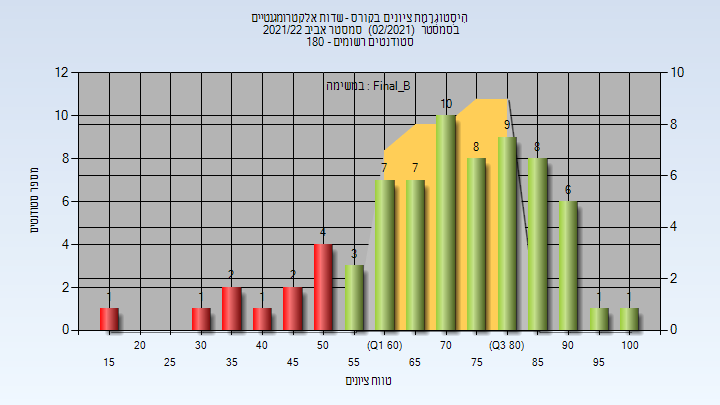 הִיסְטוֹגְרָמַת ציונים בקורס - שדות אלקטרומגנטיים
בסמסטר (02/2021) סמסטר אביב 2021/22
סטודנטים רשומים - 180
במשימה : Final_B
מספר סטודנטים
12 10 8 6 4 2 0
10 8 6 4 2 0
1 1 2 1 2 4 3 7 7 10 8 9 8 6 1 1
20 30 40 50 (Q1 60) 70 (Q3 80) 90 100
15 25 35 45 55 65 75 85 95
טווח ציונים